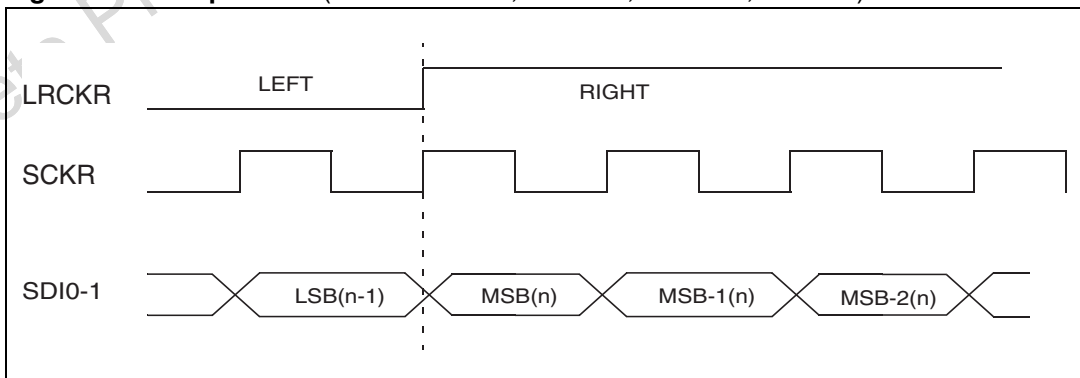 LRCKR
LEFT
RIGHT
SCKR
SDI0-1
LSB(n-1)
MSB(n)
MSB-1(n)
MSB-2(n)